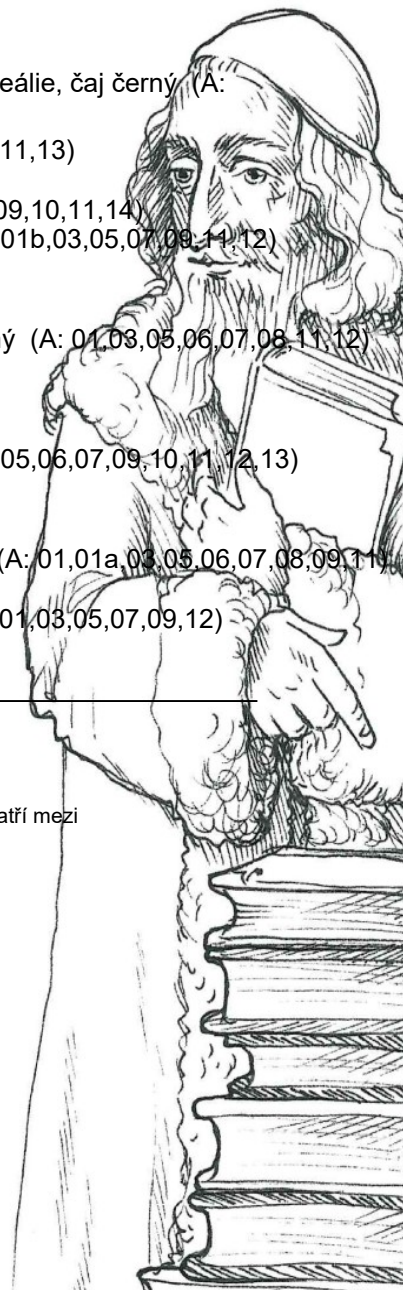 eálie, čaj černý (A:
11,13)
09,10,11,14)
01b,03,05,07,09,11,12)
ý (A: 01,03,05,06,07,08,11,12)
05,06,07,09,10,11,12,13)
(A: 01,01a,03,05,06,07,08,09,11)
01,03,05,07,09,12)
atří mezi